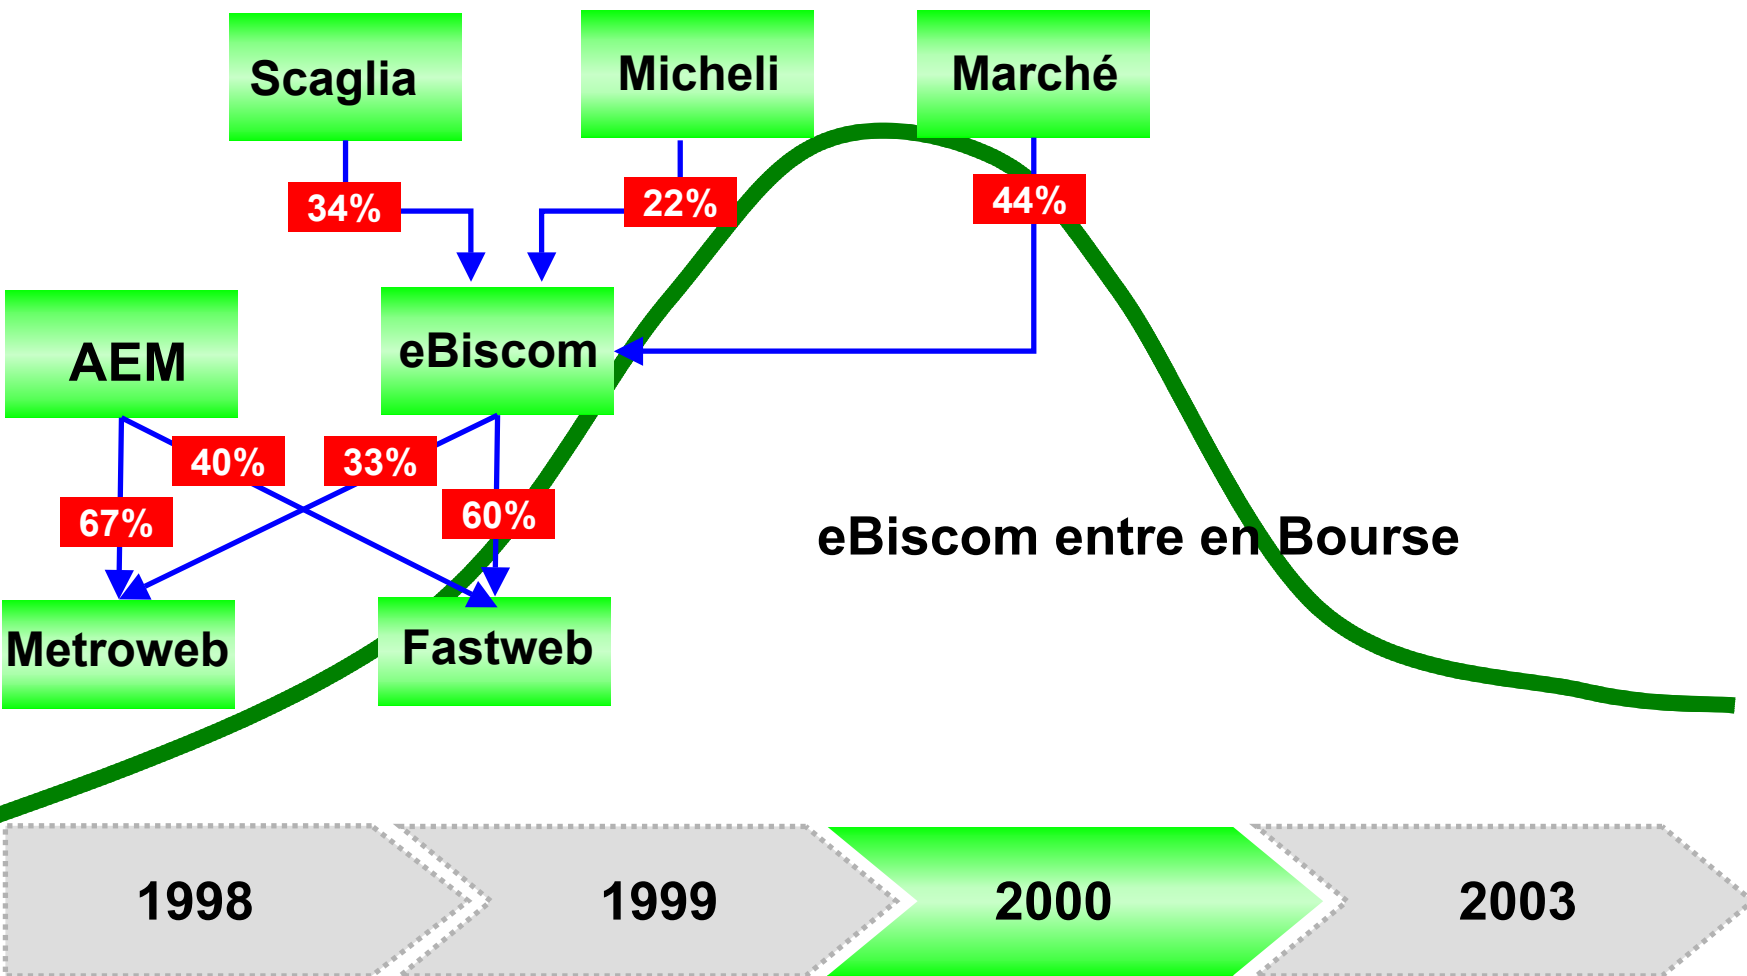 Scaglia
Micheli
Marché
34%
22%
44%
AEM
eBiscom
40%
33%
67%
60%
eBiscom entre en Bourse
Metroweb
Fastweb
1998
1999
2000
2003